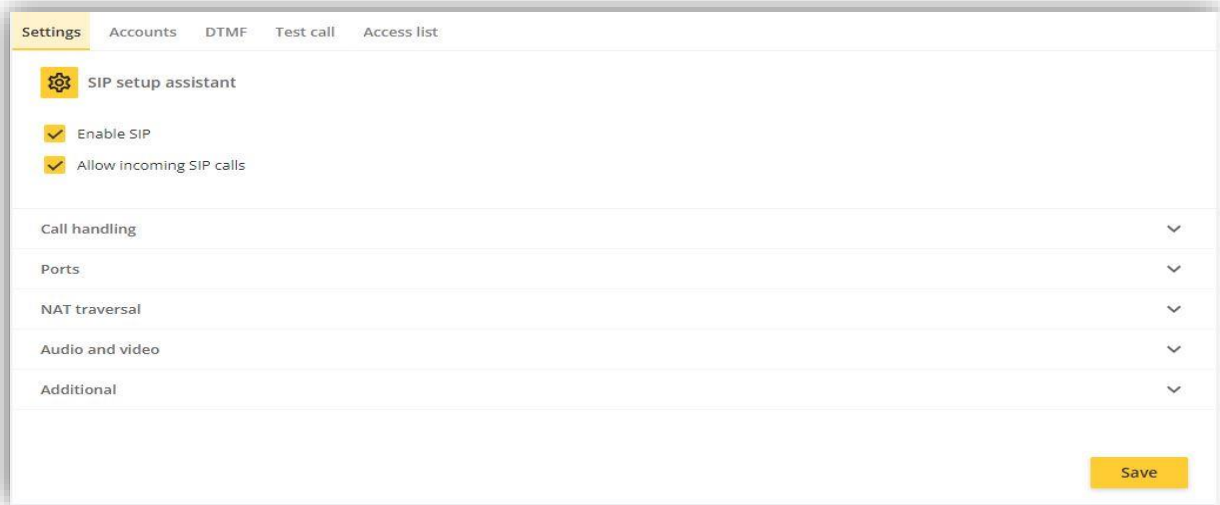 Settings Accounts DTMF Test call Access list
SIP setup assistant
Enable SIP
Allow incoming SIP calls
Call handling
Ports
NAT traversal
Audio and video
Additional
Save